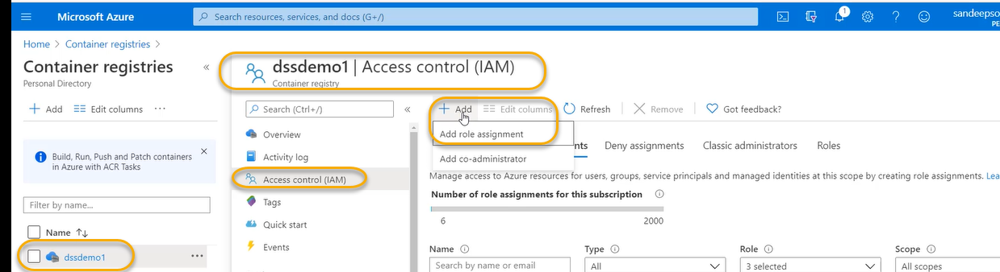 Microsoft Azure
Search resources, services, and docs (G+/)
1
sandeepso
PE
Home > Container registries >
Container registries
Personal Directory
«
+ Add
Edit columns
...
Build, Run, Push and Patch containers
in Azure with ACR Tasks
Filter by name...
Name ↑↓
dssdemo1
...
dssdemo1 | Access control (IAM)
Container registry
Search (Ctrl+/)
«
Overview
Activity log
Access control (IAM)
Tags
Quick start
Events
+ Add
Edit columns
Refresh
Remove
Got feedback?
Add role assignment
Add co-administrator
nts
Deny assignments
Classic administrators
Roles
Manage access to Azure resources for users, groups, service principals and managed identities at this scope by creating role assignments. Lea
Number of role assignments for this subscription
6
2000
Name
Type
Role
Scope
Search by name or email
All
3 selected
All scopes